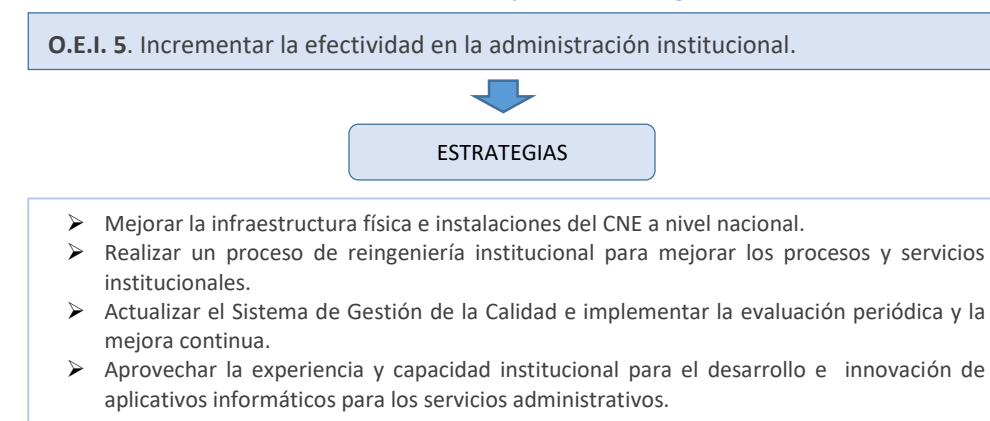 O.E.I. 5. Incrementar la efectividad en la administración institucional.
ESTRATEGIAS
➢ Mejorar la infraestructura física e instalaciones del CNE a nivel nacional.
➢ Realizar un proceso de reingeniería institucional para mejorar los procesos y servicios
institucionales.
➢ Actualizar el Sistema de Gestión de la Calidad e implementar la evaluación periódica y la
mejora continua.
➢ Aprovechar la experiencia y capacidad institucional para el desarrollo e innovación de
aplicativos informáticos para los servicios administrativos.